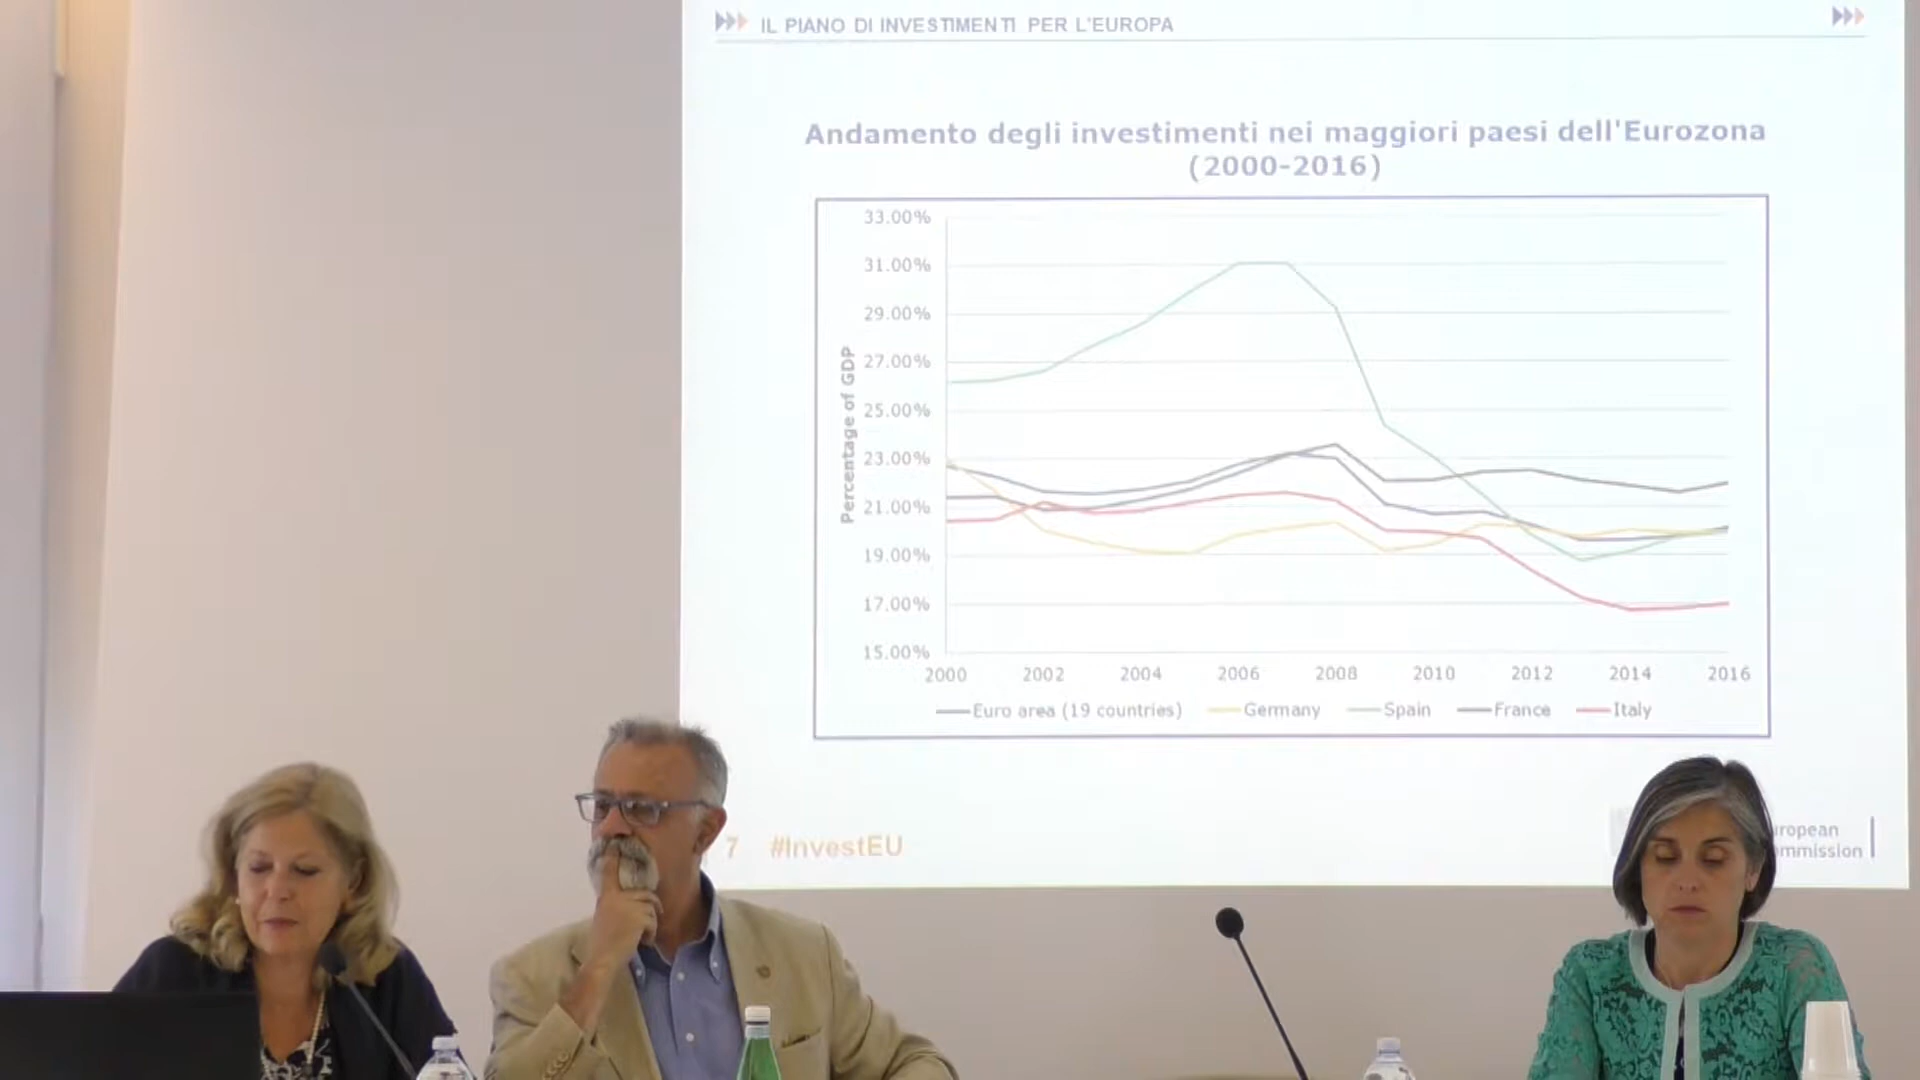 IL PIANO DI INVESTIMENTI PER L'EUROPA
Andamento degli investimenti nei maggiori paesi dell'Eurozona
(2000-2016)
Percentage of GDP
33.00%
31.00%
29.00%
27.00%
25.00%
23.00%
21.00%
19.00%
17.00%
15.00%
2000 2002 2004 2006 2008 2010 2012 2014 2016
Euro area (19 countries) Germany Spain France Italy
7 #InvestEU
ropean
mmission